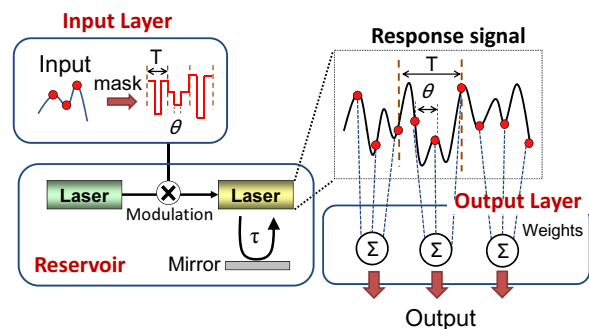 Input Layer
Input
mask
T
θ
Response signal
T
θ
Laser
Modulation
Laser
τ
Mirror
Reservoir
Output Layer
Weights
Σ
Σ
Σ
Output